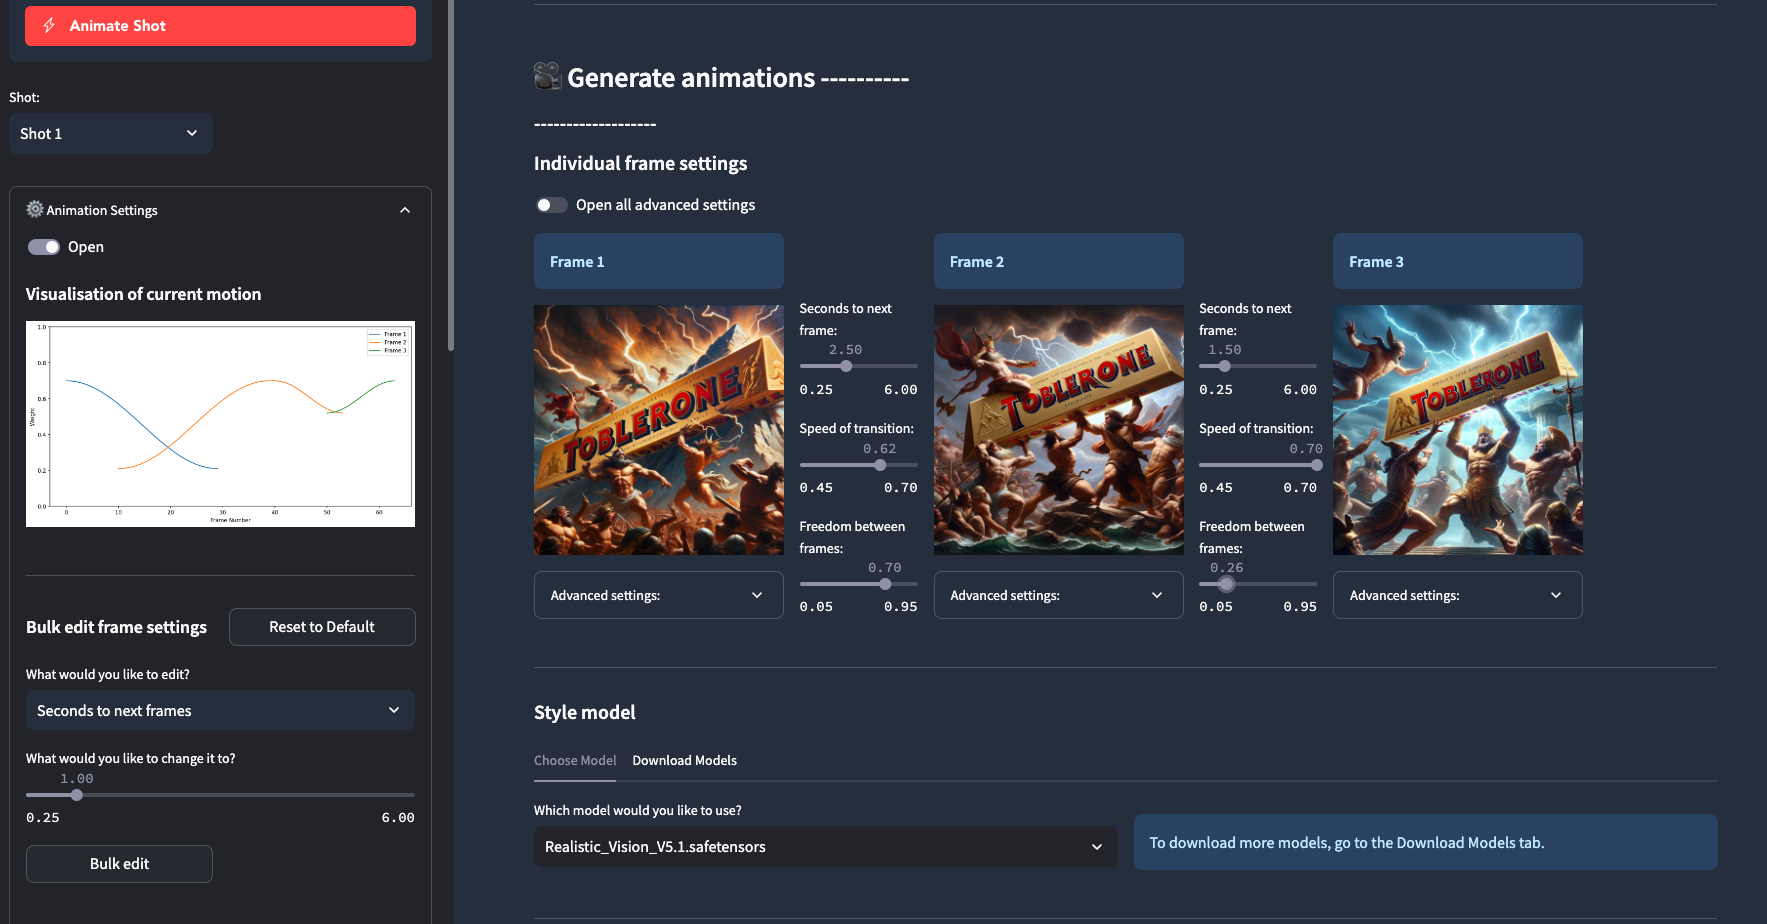 Animate Shot
Shot:
Shot 1
Animation Settings
Open
Visualisation of current motion
1.0
0.8
0.6
0.4
0.2
0.0
Weight
0
10
20
30
40
50
60
Frame Number
Frame 1
Frame 2
Frame 3
Bulk edit frame settings
Reset to Default
What would you like to edit?
Seconds to next frames
What would you like to change it to?
1.00
0.25
6.00
Bulk edit
Generate animations ----------
-------------------
Individual frame settings
Open all advanced settings
Frame 1
TOBLERONE
Advanced settings:
Seconds to next
frame:
2.50
0.25
6.00
Speed of transition:
0.62
0.45
0.70
Freedom between
frames:
0.70
0.05
0.95
Frame 2
TOBLERONE
Advanced settings:
Seconds to next
frame:
1.50
0.25
6.00
Speed of transition:
0.70
0.45
0.70
Freedom between
frames:
0.26
0.05
0.95
Frame 3
TOBLERONE
Advanced settings:
Style model
Choose Model
Download Models
Which model would you like to use?
Realistic_Vision_V5.1.safetensors
To download more models, go to the Download Models tab.